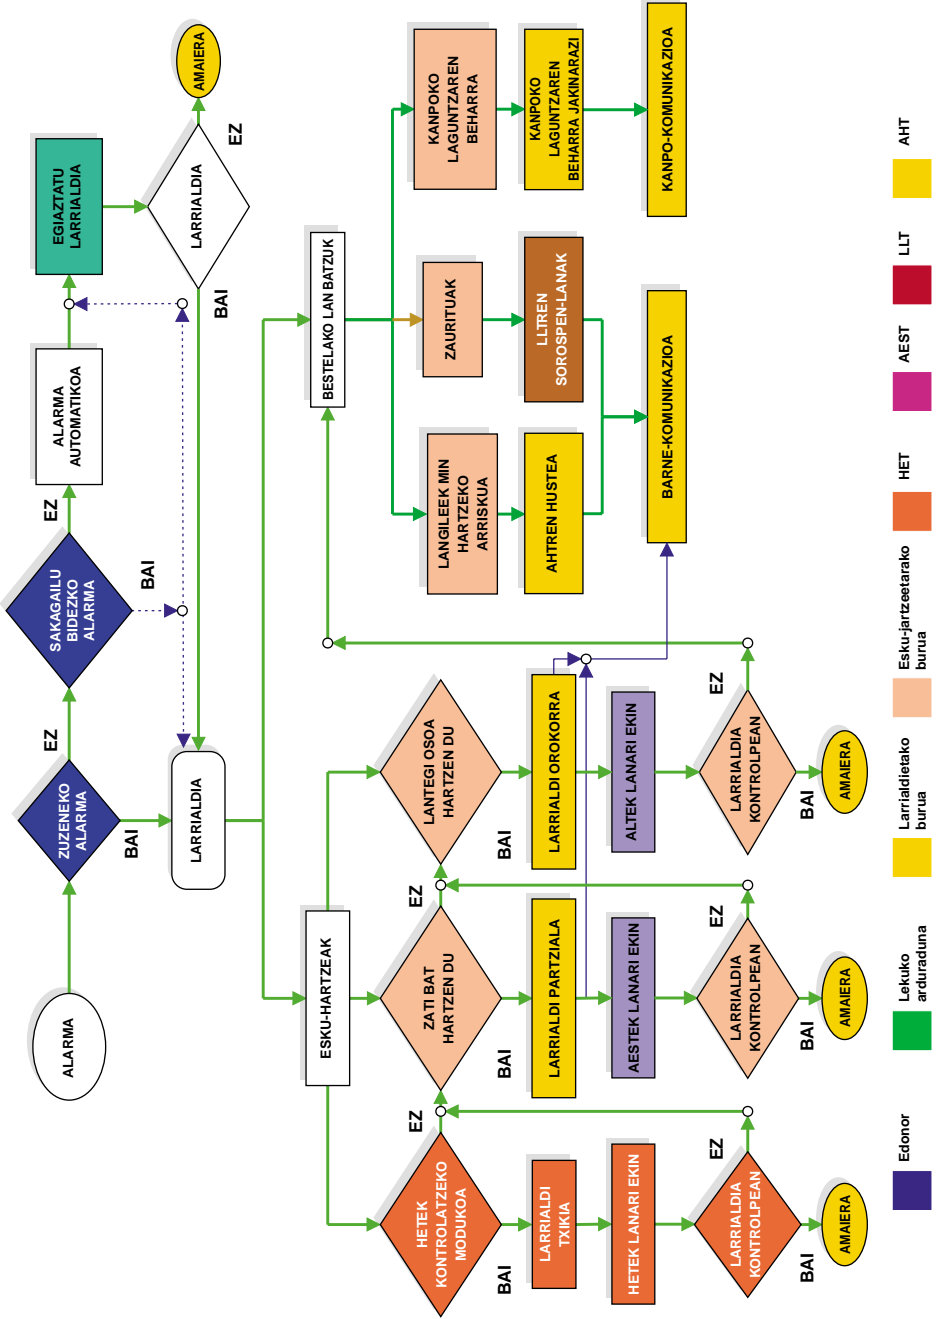 ALARMA
ZUZENEKO
ALARMA
EZ
BAI
SAKAGAILU
BIDEZKO
ALARMA
EZ
BAI
ALARMA
AUTOMATIKOA
EGIAZTATU
LARRIALDIA
LARRIALDIA
EZ
BAI
AMAIERA
LARRIALDIA
ESKU-HARTZEAK
BESTELAKO LAN BATZUK
HETEK
KONTROLATZEKO
MODUKOA
EZ
BAI
ZATI BAT
HARTZEN DU
EZ
BAI
LANTEGI OSOA
HARTZEN DU
BAI
LARRIALDI
TXIKIA
LARRIALDI PARTZIALA
LARRIALDI OROKORRA
HETEK LANARI EKIN
AESTEK LANARI EKIN
ALTEK LANARI EKIN
LARRIALDIA
KONTROLPEAN
EZ
BAI
LARRIALDIA
KONTROLPEAN
EZ
BAI
LARRIALDIA
KONTROLPEAN
EZ
BAI
AMAIERA
AMAIERA
AMAIERA
LANGILEEK MIN
HARTZEKO
ARRISKUA
ZAURITUAK
KANPOKO
LAGUNTZAREN
BEHARRA
AHTREN HUSTEA
LLTREN
SOROSPEN-LANAK
KANPOKO
LAGUNTZAREN
BEHARRA JAKINARAZI
BARNE-KOMUNIKAZIOA
KANPO-KOMUNIKAZIOA
Edonor
Lekuko
arduraduna
Larrialdietako
burua
Esku-jartzeetarako
burua
HET
AEST
LLT
AHT